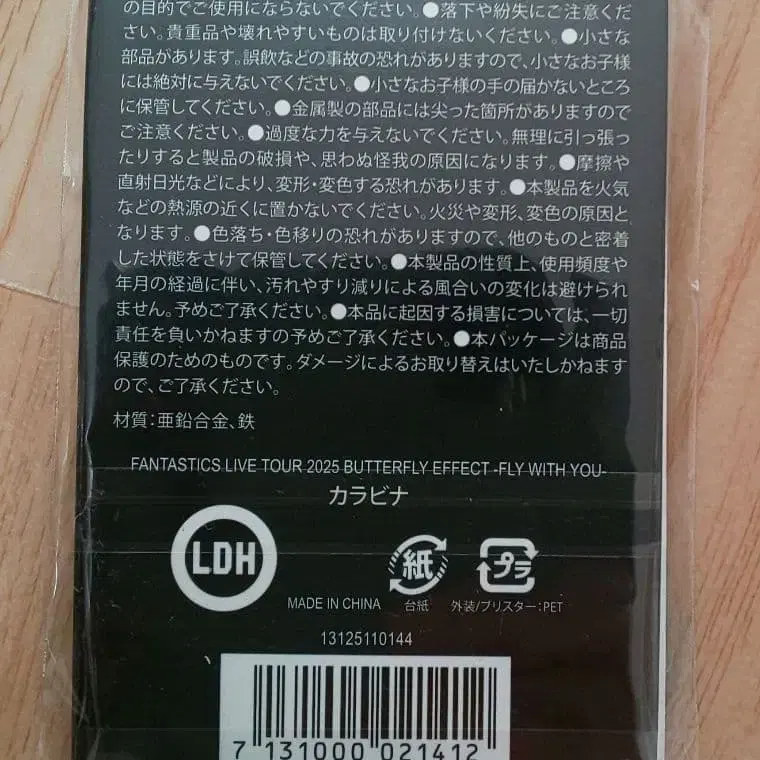 の目的でご使用にならないでください。●落下や紛失にご注意くだ
さい。貴重品や壊れやすいものは取り付けないください。●小さな
部品があります。誤飲などの事故の恐れがありますので、小さなお子様
には絶対に与えないでください。●小さなお子様の手の届かないところ
に保管してください。●金属製の部品には尖った箇所がありますので
ご注意ください。●過度な力を与えないでください。無理に引っ張っ
たりすると製品の破損や、思わぬ怪我の原因になります。●摩擦や
直射日光などにより、変形・変色する恐れがあります。●本製品を火気
などの熱源の近くに置かないでください。火災や変形、変色の原因と
なります。●色落ち・色移りの恐れがありますので、他のものと密着
した状態をさけて保管してください。●本製品の性質上、使用頻度や
年月の経過に伴い、汚れやすり減りによる風合いの変化は避けられ
ません。予めご了承ください。●本品に起因する損害については、一切
責任を負いかねますの予めご了承ください。●本パッケージは商品
保護のためのものです。ダメージによるお取り替えはいたしかねます
ので、ご了承ください。
材質：亜鉛合金、鉄
FANTASTICS LIVE TOUR 2025 BUTTERFLY EFFECT -FLY WITH YOU-
カラビナ
LDH
MADE IN CHINA
紙
台紙
プラ
外装/ブリスター：PET
13125110144
7 131000 021412